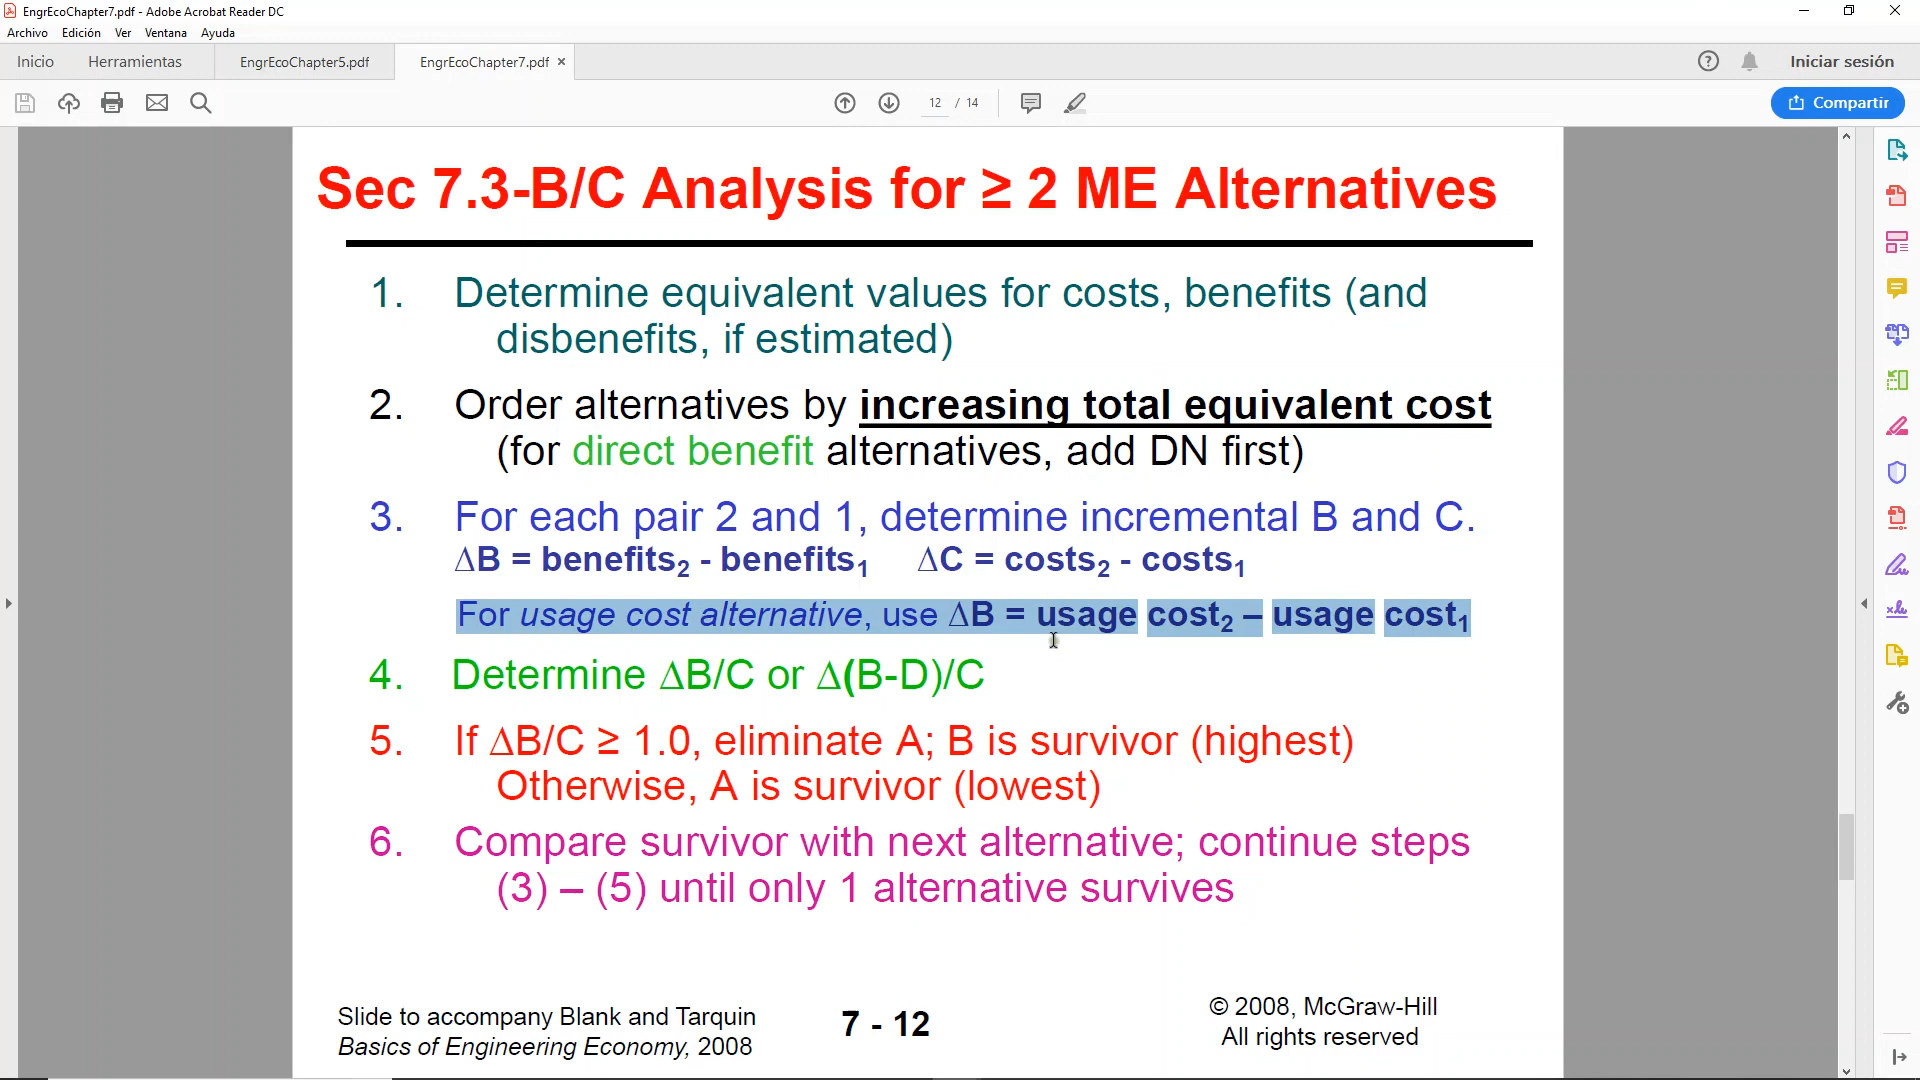 EngrEcoChapter7.pdf - Adobe Acrobat Reader DC
Archivo Edición Ver Ventana Ayuda
Inicio Herramientas EngrEcoChapter5.pdf EngrEcoChapter7.pdf × Iniciar sesión
12 / 14 Compartir
Sec 7.3-B/C Analysis for ≥ 2 ME Alternatives
1. Determine equivalent values for costs, benefits (and
disbenefits, if estimated)
2. Order alternatives by increasing total equivalent cost
(for direct benefit alternatives, add DN first)
3. For each pair 2 and 1, determine incremental B and C.
∆B = benefits₂ - benefits₁ ∆C = costs₂ - costs₁
For usage cost alternative, use ∆B = usage cost₂ – usage cost₁
4. Determine ∆B/C or ∆(B-D)/C
5. If ∆B/C ≥ 1.0, eliminate A; B is survivor (highest)
Otherwise, A is survivor (lowest)
6. Compare survivor with next alternative; continue steps
(3) – (5) until only 1 alternative survives
Slide to accompany Blank and Tarquin
Basics of Engineering Economy, 2008
7 - 12
© 2008, McGraw-Hill
All rights reserved